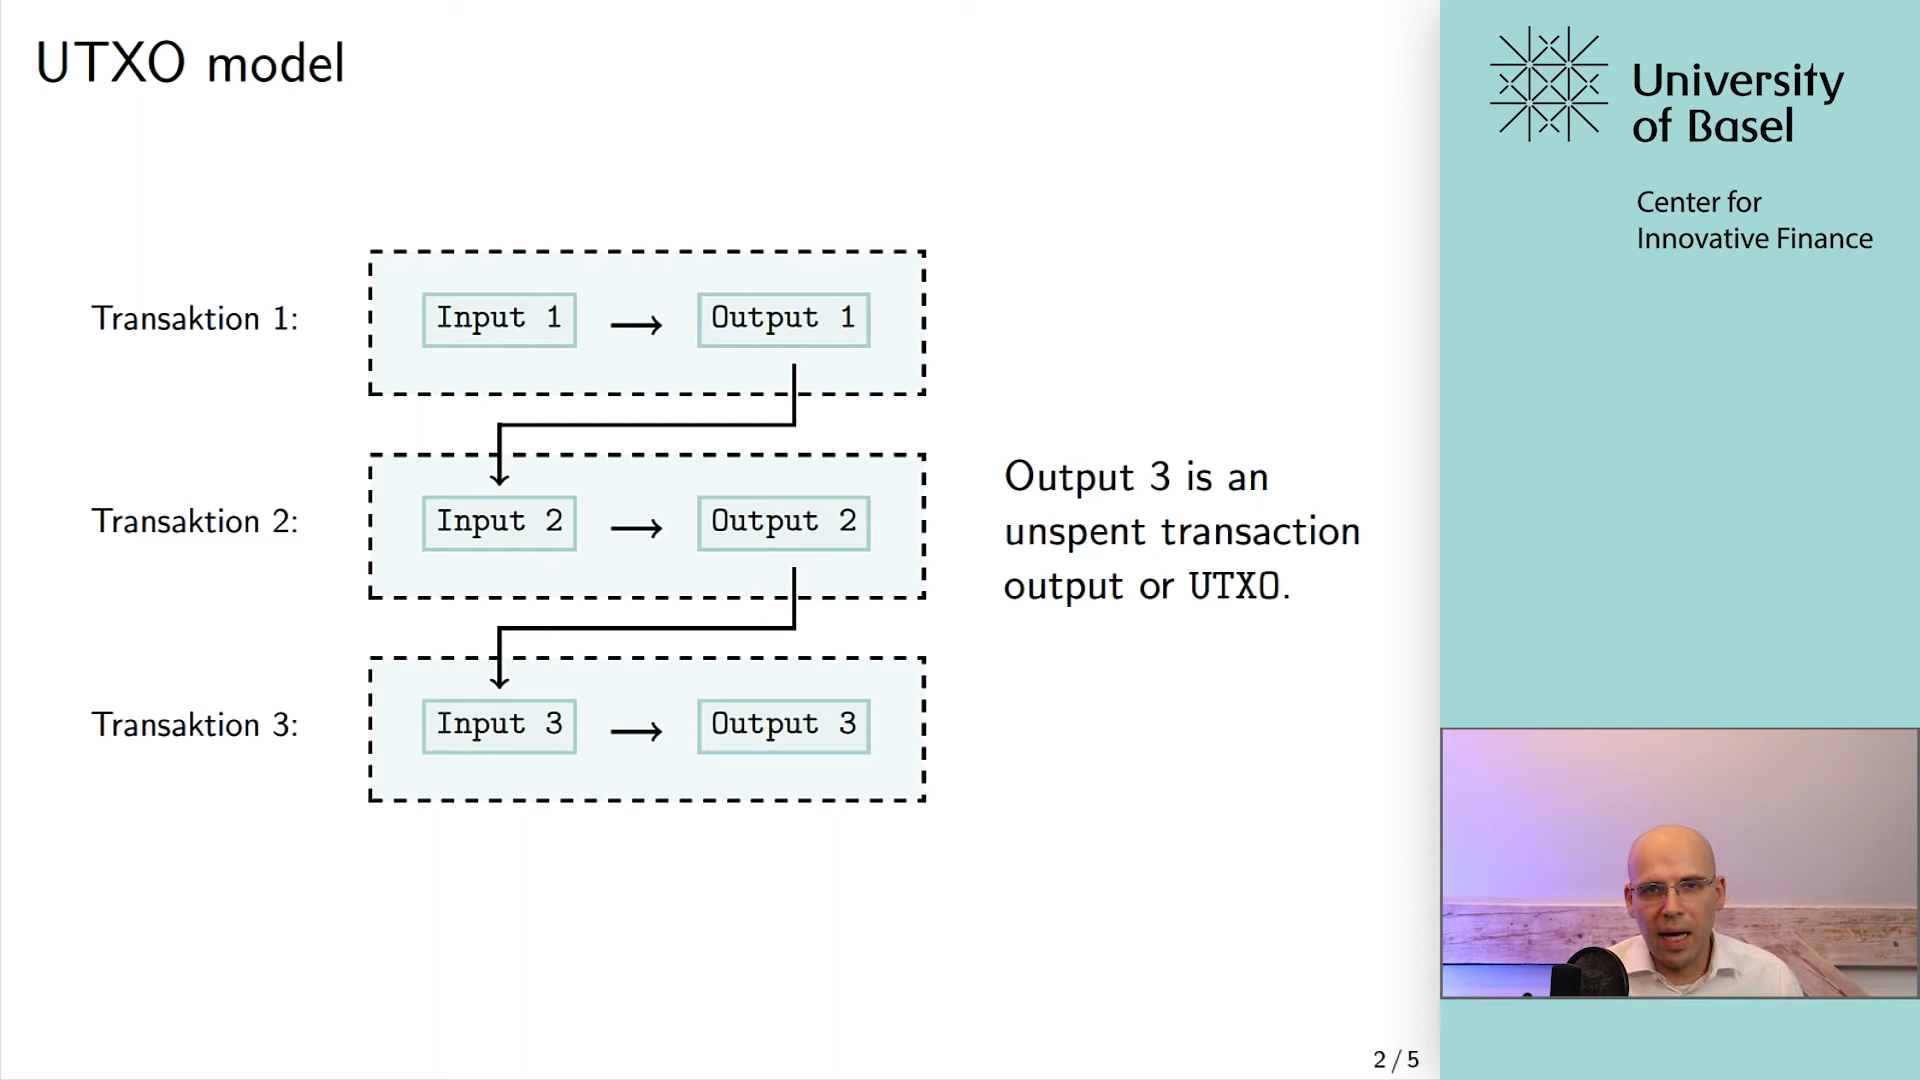 UTXO model
University
of Basel
Center for
Innovative Finance
Transaktion 1:
Input 1
Output 1
Transaktion 2:
Input 2
Output 2
Output 3 is an
unspent transaction
output or UTXO.
Transaktion 3:
Input 3
Output 3
2 / 5